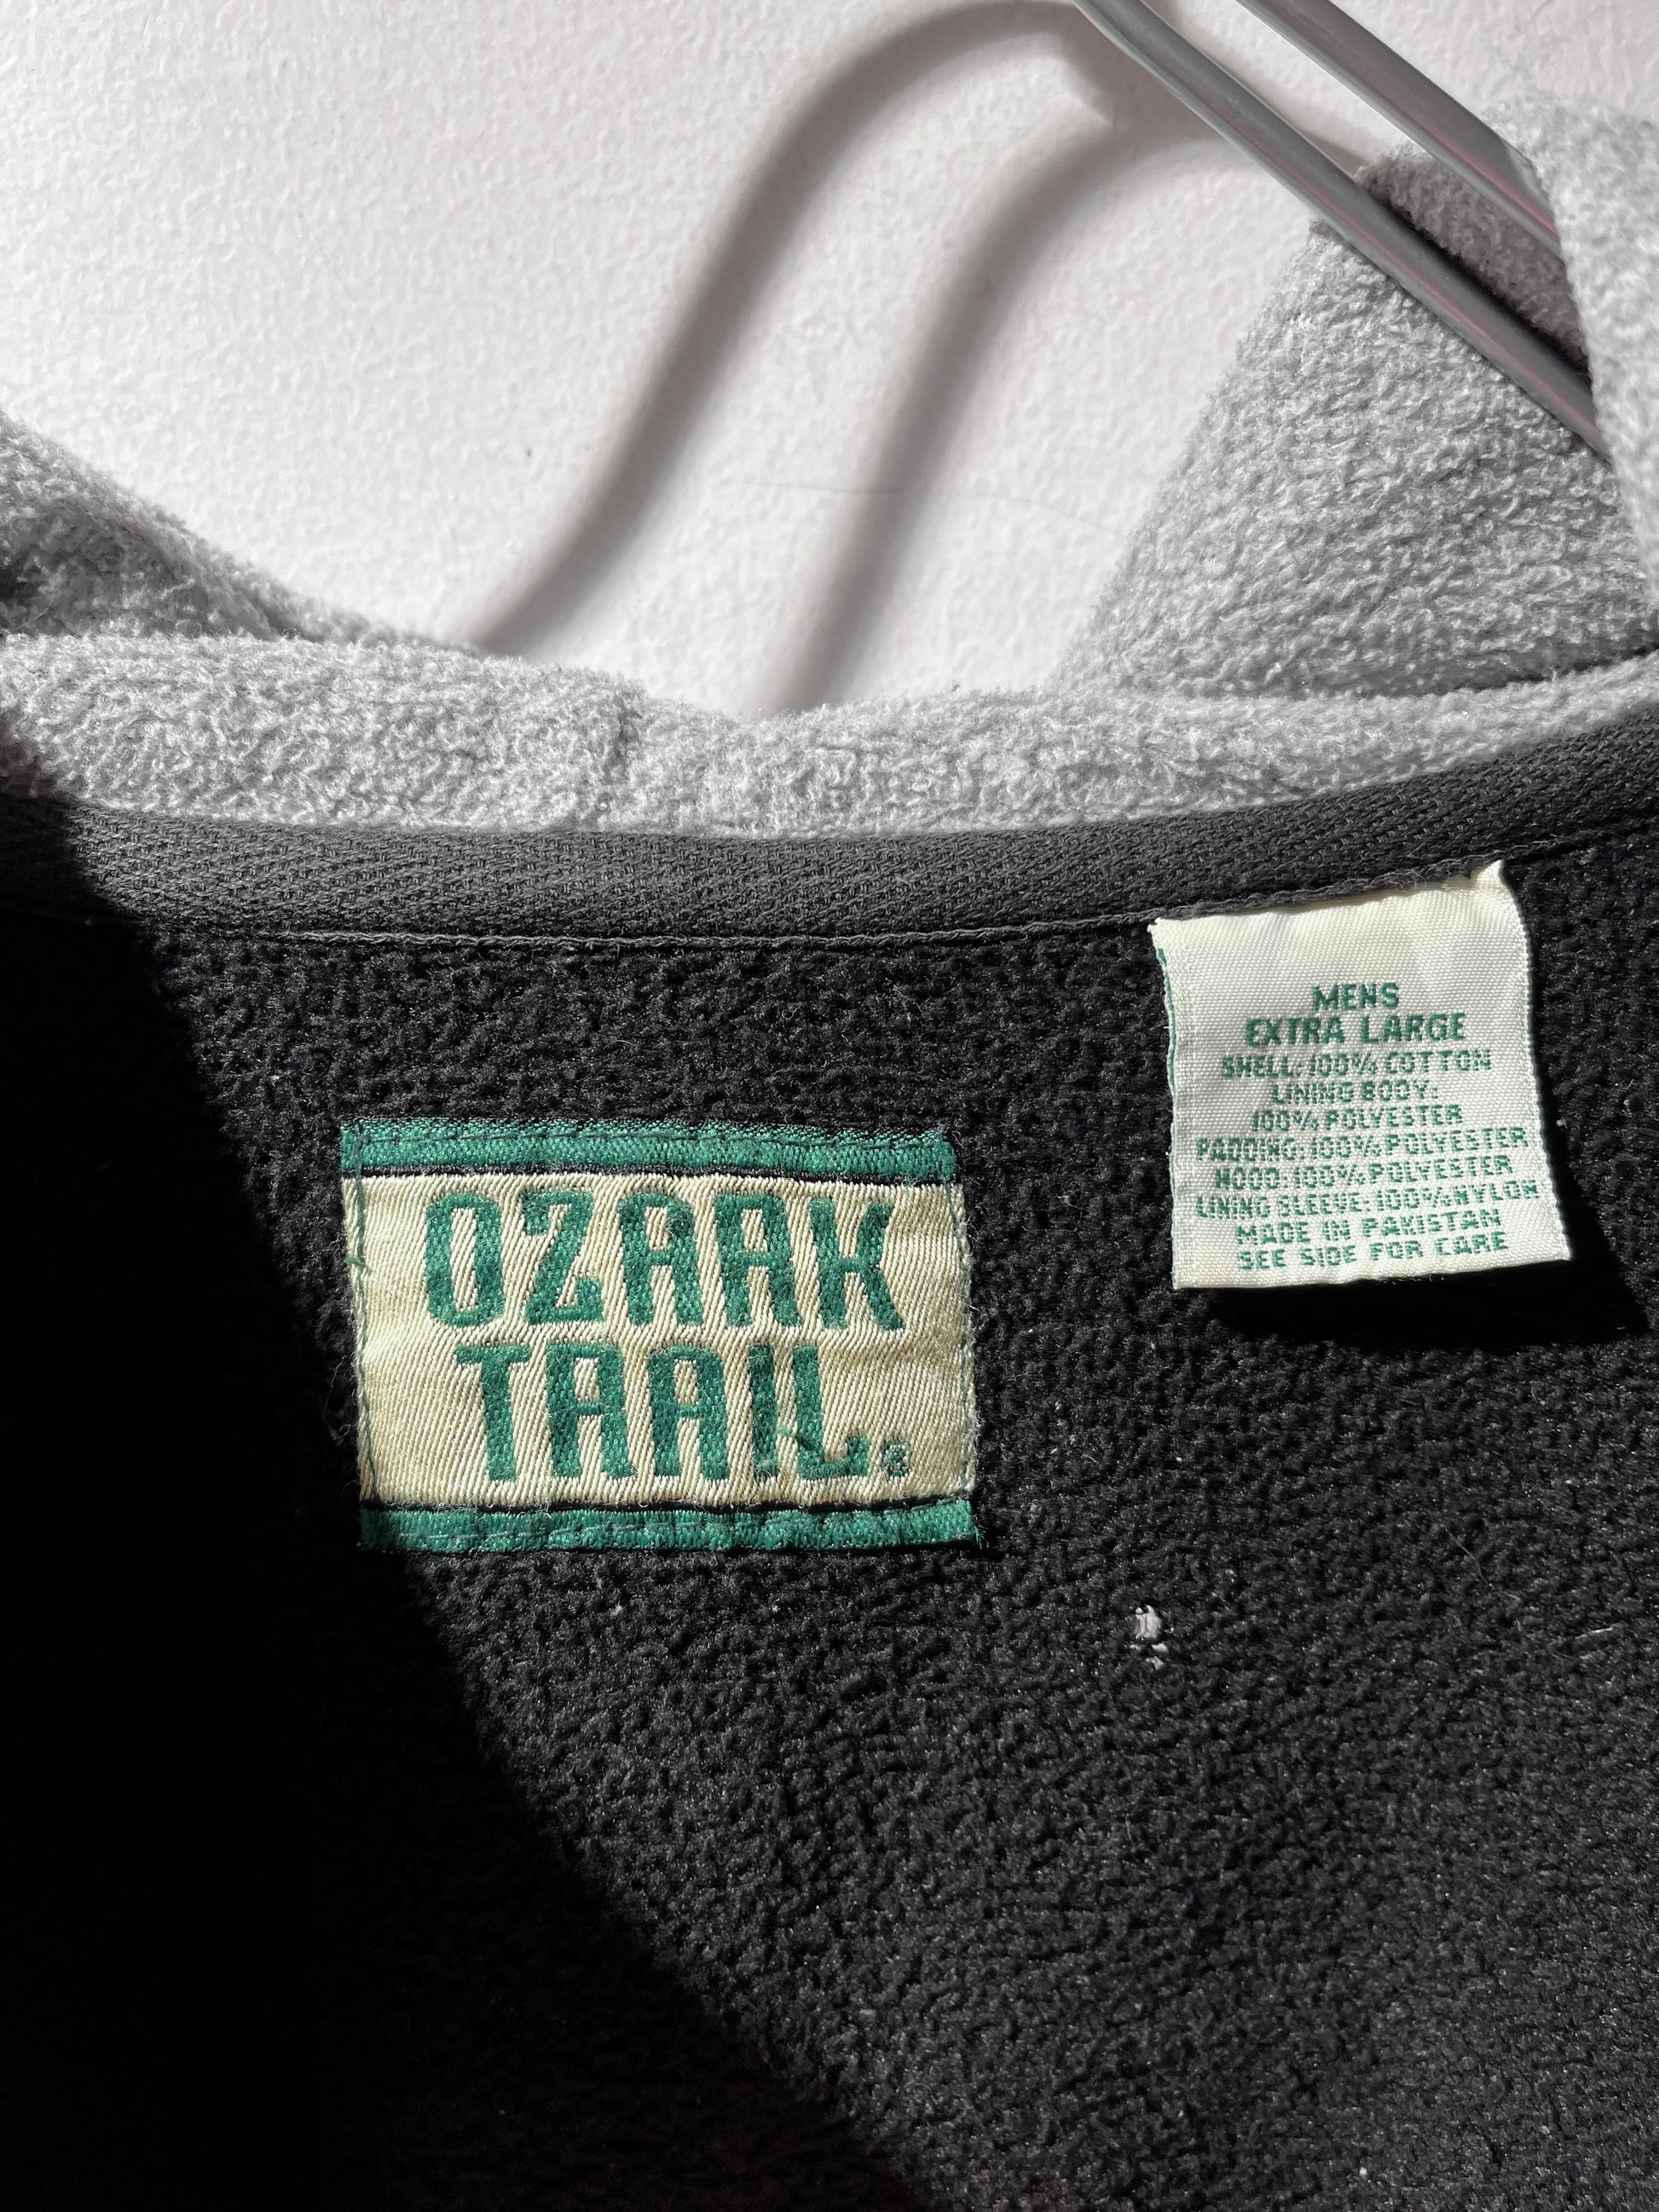 OZARK
TRAIL®
MENS
EXTRA LARGE
SHELL: 100% COTTON
LINING BODY:
100% POLYESTER
PADDING: 100% POLYESTER
HOOD: 100% POLYESTER
LINING SLEEVE: 100% NYLON
MADE IN PAKISTAN
SEE SIDE FOR CARE